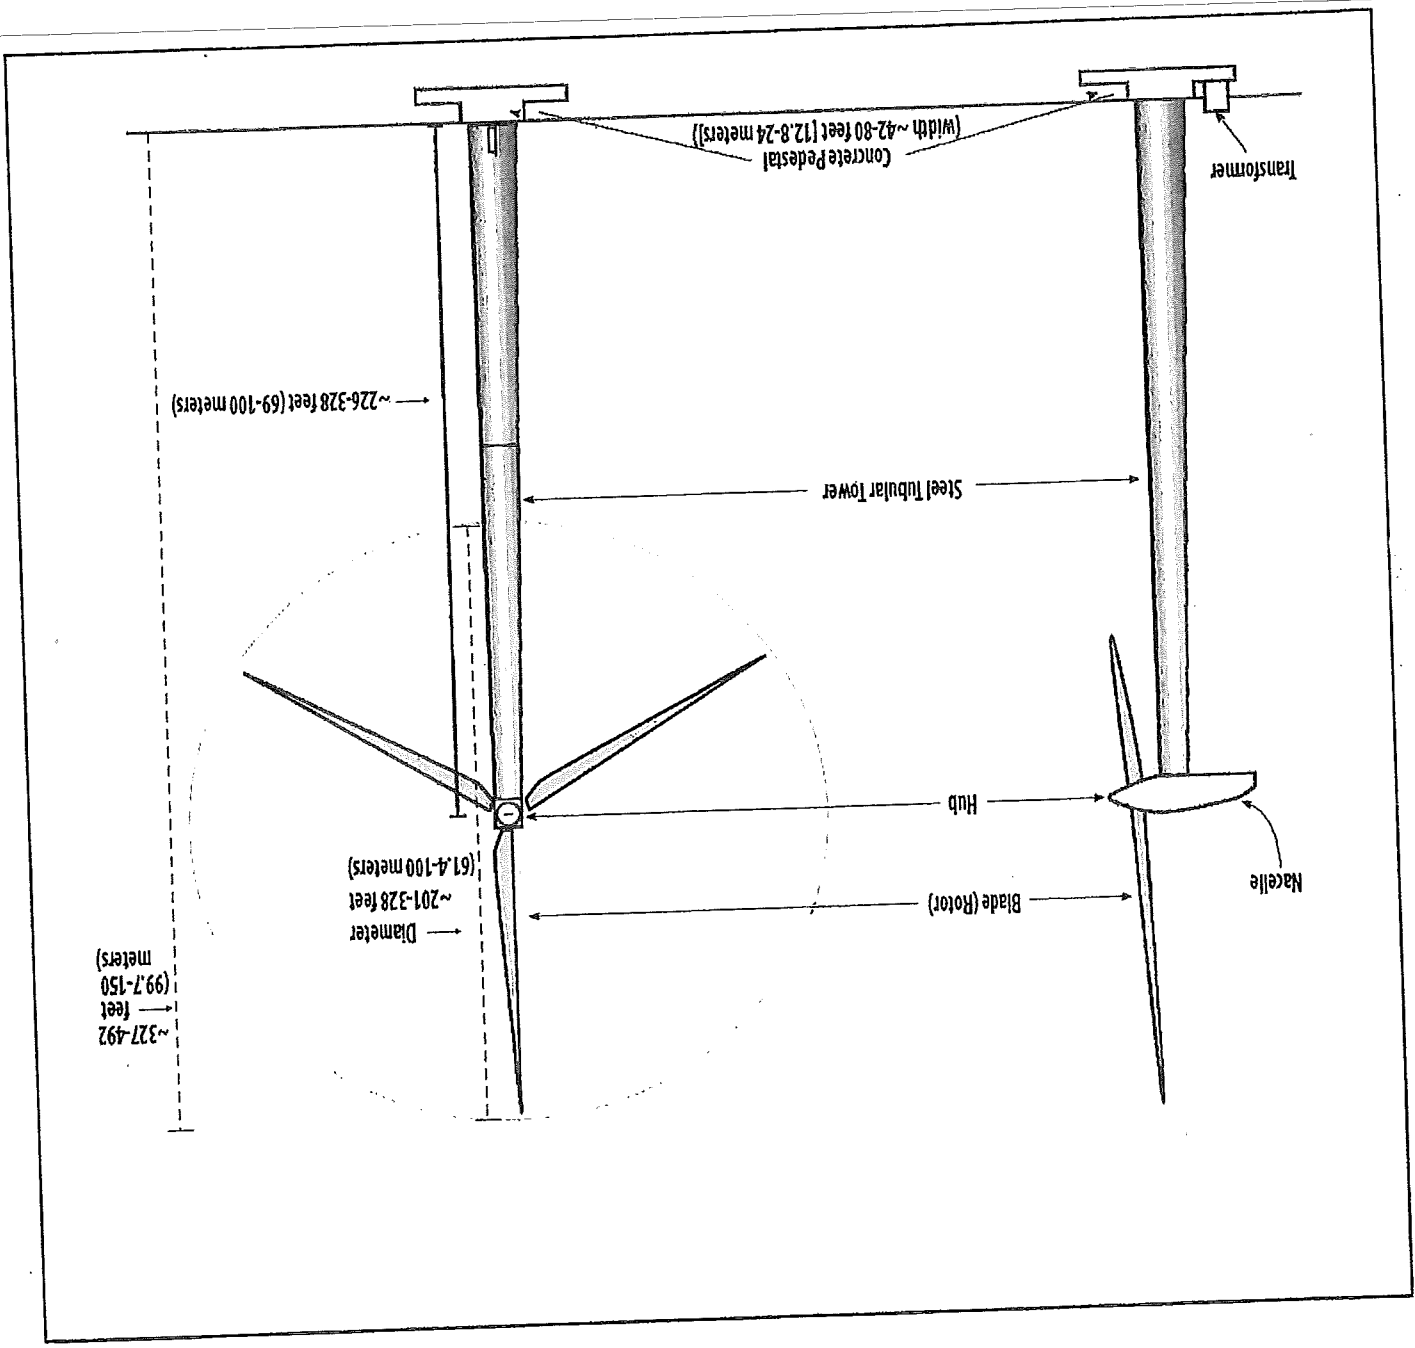 ~327-492
feet
(99.7-150
meters)
Nacelle
Blade (Rotor)
Diameter
~201-328 feet
(61.4-100 meters)
Hub
Steel Tubular Tower
~226-328 feet (69-100 meters)
Transformer
Concrete Pedestal
(width ~42-80 feet [12.8-24 meters])